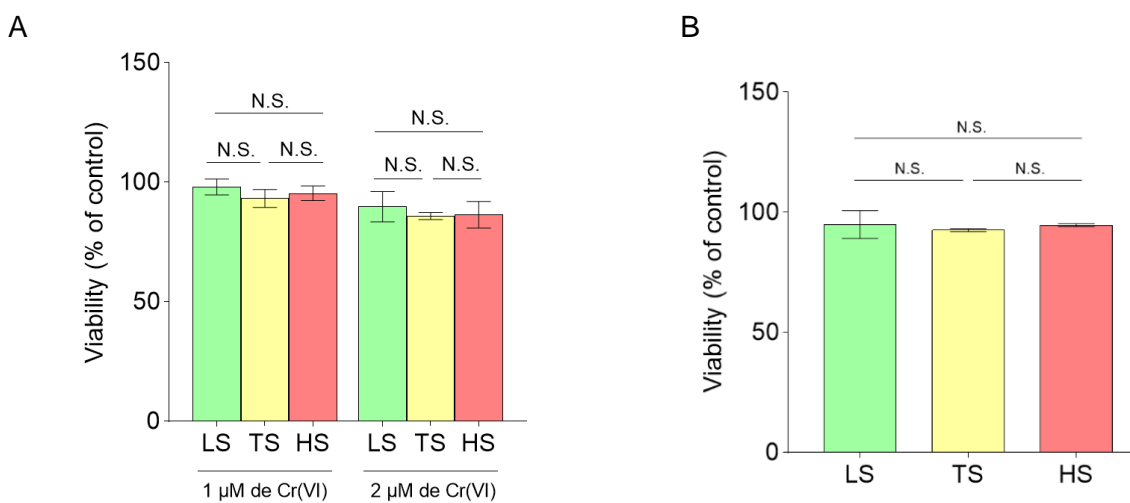 A
Viability (% of control)
150
100
50
0
N.S.
N.S. N.S.
N.S.
N.S. N.S.
LS TS HS LS TS HS
1 µM de Cr(VI) 2 µM de Cr(VI)
B
Viability (% of control)
150
100
50
0
N.S.
N.S. N.S.
LS TS HS